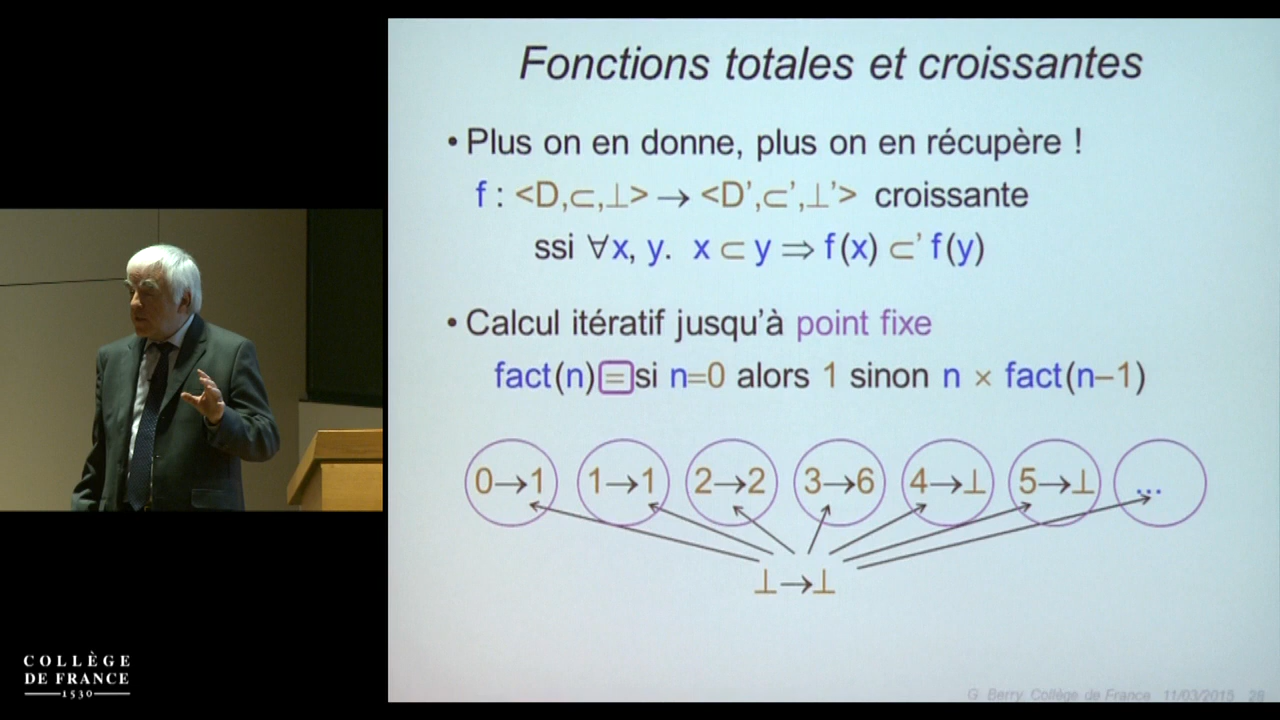 Fonctions totales et croissantes
• Plus on en donne, plus on en récupère !
f : <D,⊂,⊥> → <D’,⊂’,⊥’> croissante
ssi ∀x, y. x ⊂ y ⇒ f(x) ⊂’ f(y)
• Calcul itératif jusqu’à point fixe
fact(n) = si n=0 alors 1 sinon n × fact(n–1)
0→1 1→1 2→2 3→6 4→⊥ 5→⊥ ...
⊥→⊥
COLLÈGE
DE FRANCE
1530
G. Berry, Collège de France 11/03/2015 28